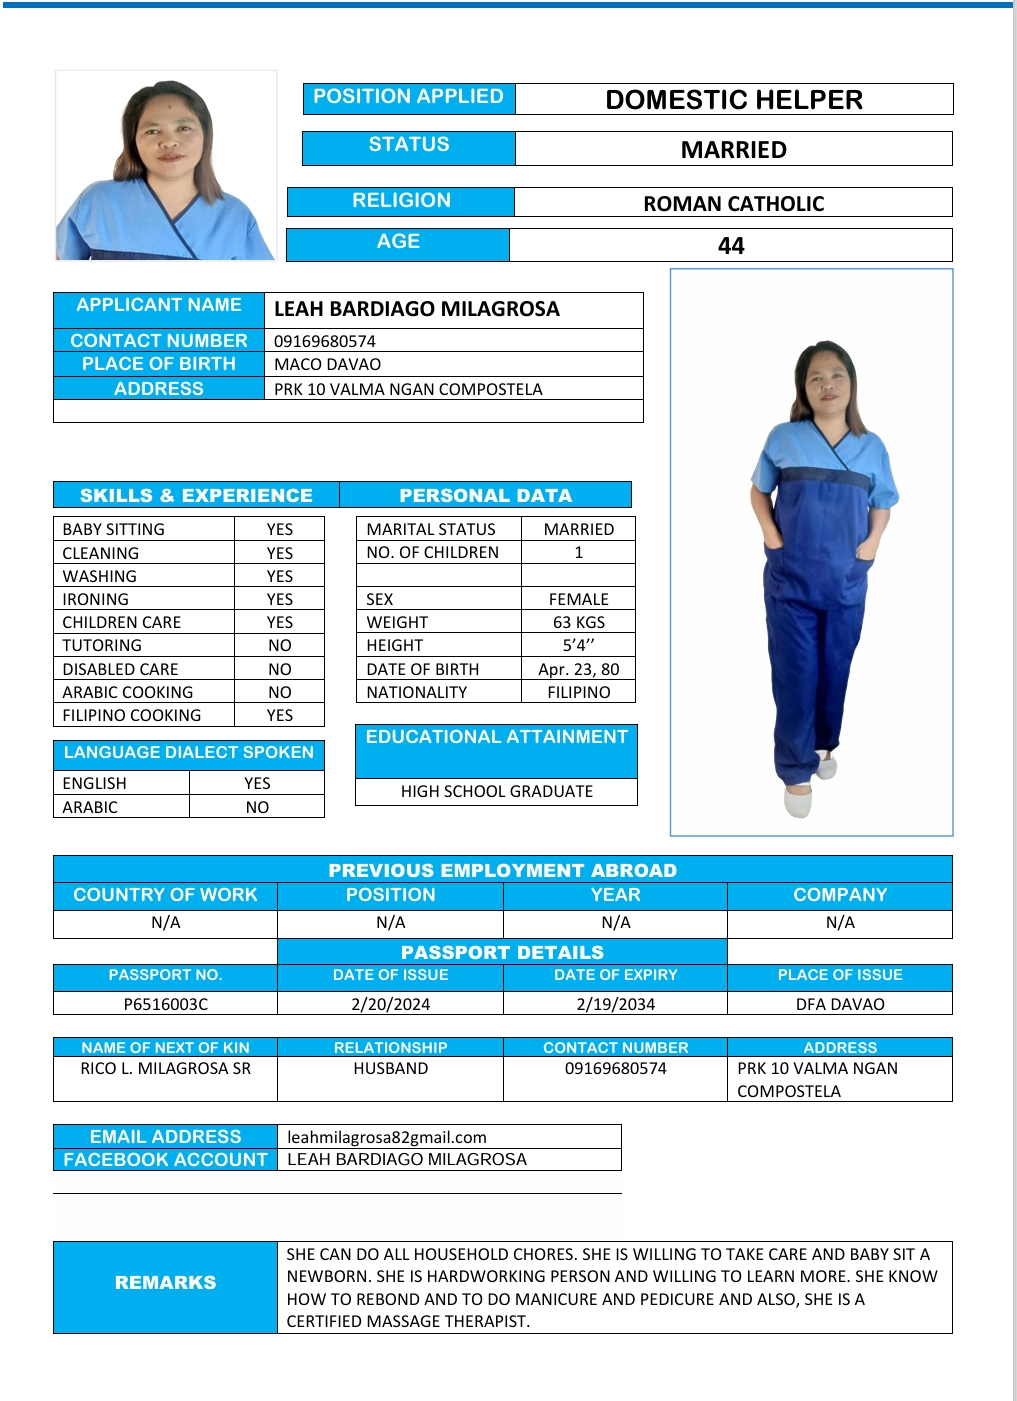 POSITION APPLIED DOMESTIC HELPER
STATUS MARRIED
RELIGION ROMAN CATHOLIC
AGE 44
APPLICANT NAME LEAH BARDIAGO MILAGROSA
CONTACT NUMBER 09169680574
PLACE OF BIRTH MACO DAVAO
ADDRESS PRK 10 VALMA NGAN COMPOSTELA
SKILLS & EXPERIENCE PERSONAL DATA
BABY SITTING YES MARITAL STATUS MARRIED
CLEANING YES NO. OF CHILDREN 1
WASHING YES
IRONING YES SEX FEMALE
CHILDREN CARE YES WEIGHT 63 KGS
TUTORING NO HEIGHT 5’4’’
DISABLED CARE NO DATE OF BIRTH Apr. 23, 80
ARABIC COOKING NO NATIONALITY FILIPINO
FILIPINO COOKING YES
EDUCATIONAL ATTAINMENT
LANGUAGE DIALECT SPOKEN
ENGLISH YES HIGH SCHOOL GRADUATE
ARABIC NO
PREVIOUS EMPLOYMENT ABROAD
COUNTRY OF WORK POSITION YEAR COMPANY
N/A N/A N/A N/A
PASSPORT DETAILS
PASSPORT NO. DATE OF ISSUE DATE OF EXPIRY PLACE OF ISSUE
P6516003C 2/20/2024 2/19/2034 DFA DAVAO
NAME OF NEXT OF KIN RELATIONSHIP CONTACT NUMBER ADDRESS
RICO L. MILAGROSA SR HUSBAND 09169680574 PRK 10 VALMA NGAN
COMPOSTELA
EMAIL ADDRESS leahmilagrosa82gmail.com
FACEBOOK ACCOUNT LEAH BARDIAGO MILAGROSA
REMARKS
SHE CAN DO ALL HOUSEHOLD CHORES. SHE IS WILLING TO TAKE CARE AND BABY SIT A
NEWBORN. SHE IS HARDWORKING PERSON AND WILLING TO LEARN MORE. SHE KNOW
HOW TO REBOND AND TO DO MANICURE AND PEDICURE AND ALSO, SHE IS A
CERTIFIED MASSAGE THERAPIST.